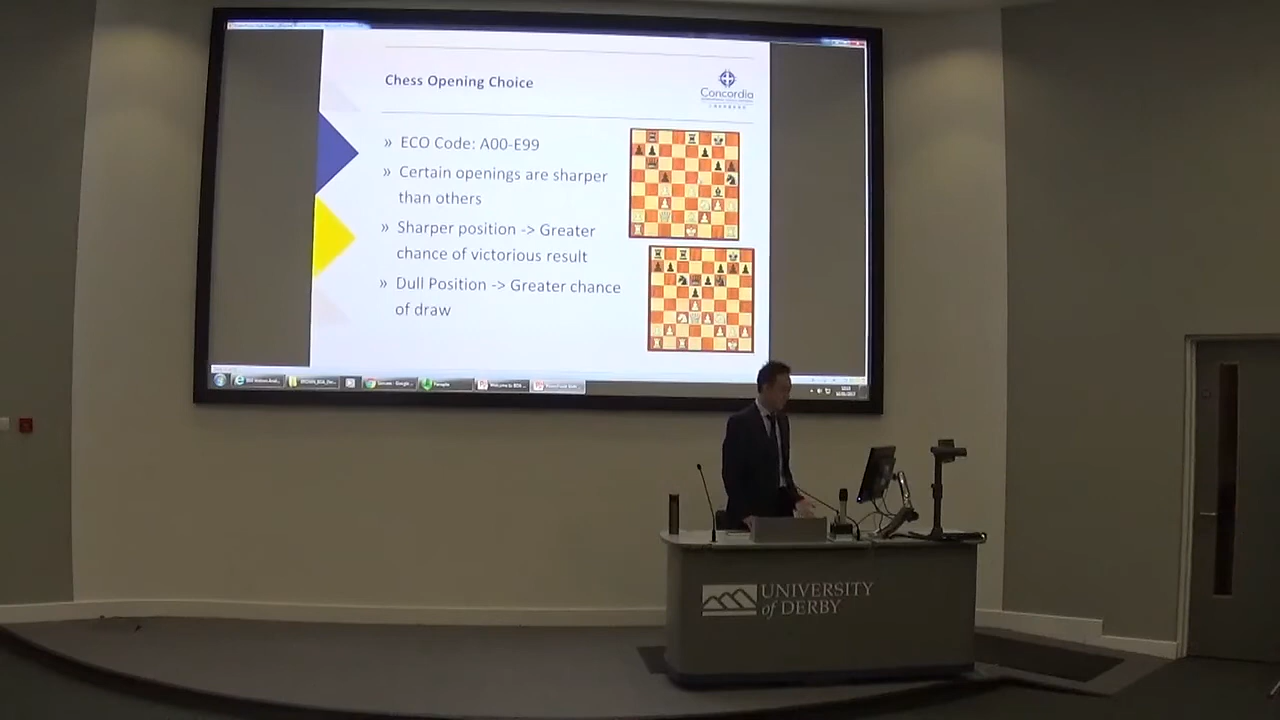 Chess Opening Choice
Concordia
» ECO Code: A00-E99
» Certain openings are sharper
than others
» Sharper position -> Greater
chance of victorious result
» Dull Position -> Greater chance
of draw
UNIVERSITY
of DERBY